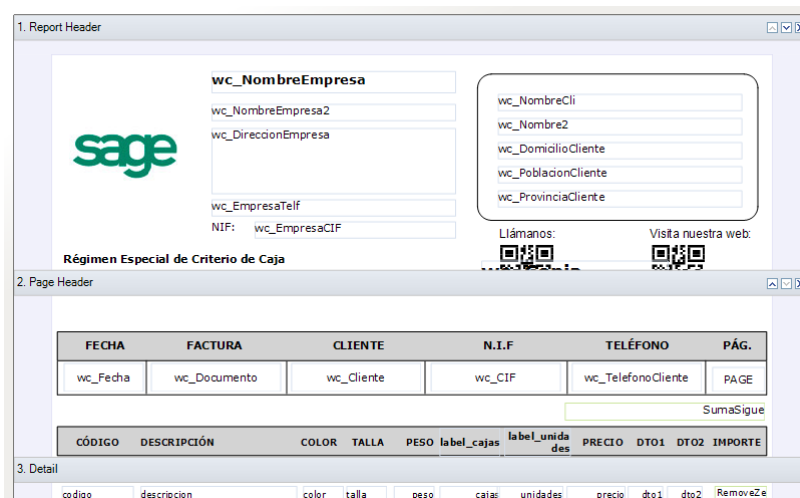 1. Report Header
wc_NombreEmpresa
wc_NombreEmpresa2
wc_DireccionEmpresa
sage
wc_EmpresaTelf
NIF: wc_EmpresaCIF
Régimen Especial de Criterio de Caja
wc_NombreCli
wc_Nombre2
wc_DomicilioCliente
wc_PoblacionCliente
wc_ProvinciaCliente
Llámanos: Visita nuestra web:
2. Page Header
FECHA FACTURA CLIENTE N.I.F TELÉFONO PÁG.
wc_Fecha wc_Documento wc_Cliente wc_CIF wc_TelefonoCliente PAGE
SumaSigue
CÓDIGO DESCRIPCIÓN COLOR TALLA PESO label_cajas label_unida PRECIO DTO1 DTO2 IMPORTE
des
3. Detail
codigo descripcion color talla peso cajas unidades precio dto1 dto2 RemoveZe